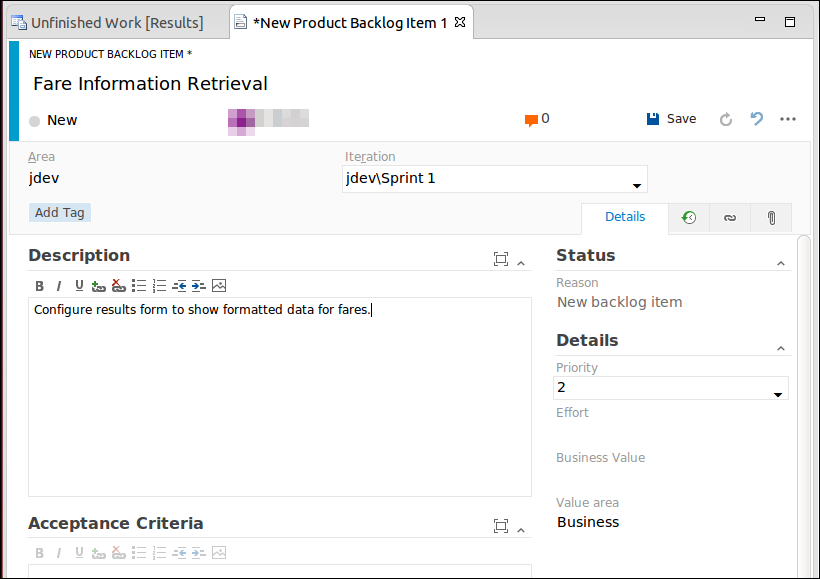 Unfinished Work [Results]
*New Product Backlog Item 1
NEW PRODUCT BACKLOG ITEM *
Fare Information Retrieval
New
0
Save
Area
Iteration
jdev
jdev\Sprint 1
Add Tag
Details
Description
B I U
Configure results form to show formatted data for fares.
Acceptance Criteria
B I U
Status
Reason
New backlog item
Details
Priority
2
Effort
Business Value
Value area
Business